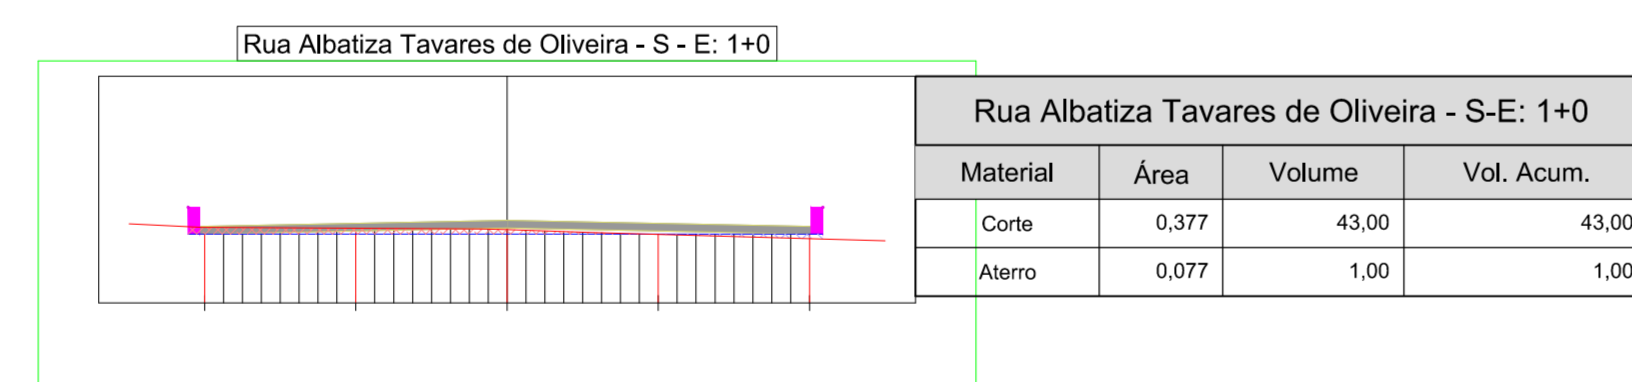 Rua Albatiza Tavares de Oliveira - S - E: 1+0
Rua Albatiza Tavares de Oliveira - S-E: 1+0
Material Área Volume Vol. Acum.
Corte 0,377 43,00 43,00
Aterro 0,077 1,00 1,00